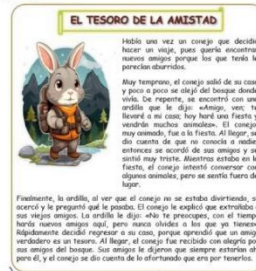 EL TESORO DE LA AMISTAD
Había una vez un conejo que decidió
hacer un viaje, pues quería encontrar
nuevos amigos porque los que tenía le
parecían aburridos.
Muy temprano, el conejo salió de su casa
y poco a poco se alejó del bosque donde
vivía. De repente, se encontró con una
ardilla que le dijo: «Amigo, te
llevaré a mi casa; hoy haré una fiesta y
vendrán muchos animales». El conejo,
muy animado, fue a la fiesta. Al llegar, se
dio cuenta de que no conocía a nadie
entonces se acordó de sus amigos y se
sintió muy triste. Mientras estaba en la
fiesta, el conejo intentó conversar con
algunos animales, pero se sentía fuera de
lugar.
Finalmente, la ardilla, al ver que el conejo no se estaba divirtiendo, se
acercó y le preguntó qué le pasaba. El conejo le explicó que extrañaba a
sus viejos amigos. La ardilla le dijo: «No te preocupes, con el tiempo
harás nuevos amigos aquí, pero nunca olvides a los que ya tienes»
Rápidamente decidió regresar a su casa, porque aprendió que un amigo
verdadero es un tesoro. Al llegar, el conejo fue recibido con alegría por
sus amigos del bosque. Sus amigos le dijeron que siempre estarían ahí
para él, y el conejo se dio cuenta de lo afortunado que era por tenerlos.